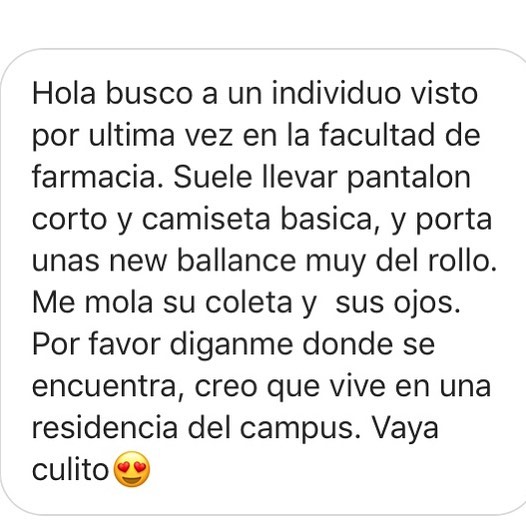 Hola busco a un individuo visto
por ultima vez en la facultad de
farmacia. Suele llevar pantalon
corto y camiseta basica, y porta
unas new ballance muy del rollo.
Me mola su coleta y  sus ojos.
Por favor diganme donde se
encuentra, creo que vive en una
residencia del campus. Vaya
culito😍